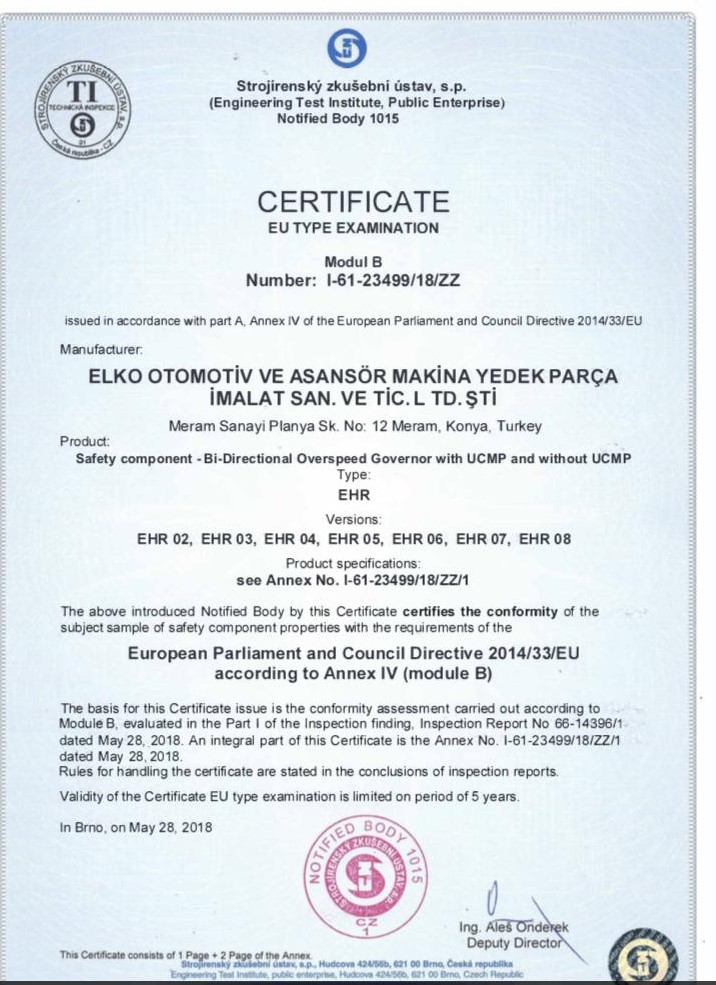 STROJÍRENSKÝ ZKUŠEBNÍ ÚSTAV, s.p.
TI
TECHNICKÁ INSPEKCE
01
Česká republika - CZ
Strojírenský zkušební ústav, s.p.
(Engineering Test Institute, Public Enterprise)
Notified Body 1015
CERTIFICATE
EU TYPE EXAMINATION
Modul B
Number: I-61-23499/18/ZZ
issued in accordance with part A, Annex IV of the European Parliament and Council Directive 2014/33/EU
Manufacturer:
ELKO OTOMOTİV VE ASANSÖR MAKİNA YEDEK PARÇA
İMALAT SAN. VE TİC. L TD. ŞTİ
Meram Sanayi Planya Sk. No: 12 Meram, Konya, Turkey
Product:
Safety component - Bi-Directional Overspeed Governor with UCMP and without UCMP
Type:
EHR
Versions:
EHR 02, EHR 03, EHR 04, EHR 05, EHR 06, EHR 07, EHR 08
Product specifications:
see Annex No. I-61-23499/18/ZZ/1
The above introduced Notified Body by this Certificate certifies the conformity of the
subject sample of safety component properties with the requirements of the
European Parliament and Council Directive 2014/33/EU
according to Annex IV (module B)
The basis for this Certificate issue is the conformity assessment carried out according to
Module B, evaluated in the Part I of the Inspection finding, Inspection Report No 66-14396/1
dated May 28, 2018. An integral part of this Certificate is the Annex No. I-61-23499/18/ZZ/1
dated May 28, 2018.
Rules for handling the certificate are stated in the conclusions of inspection reports.
Validity of the Certificate EU type examination is limited on period of 5 years.
In Brno, on May 28, 2018
NOTIFIED BODY 1015
STROJÍRENSKÝ ZKUŠEBNÍ ÚSTAV, s.p.
CZ
1
Ing. Aleš Onderek
Deputy Director
This Certificate consists of 1 Page + 2 Page of the Annex.
Strojírenský zkušební ústav, s.p., Hudcova 424/56b, 621 00 Brno, Česká republika
Engineering Test Institute, public enterprise, Hudcova 424/56b, 621 00 Brno, Czech Republic